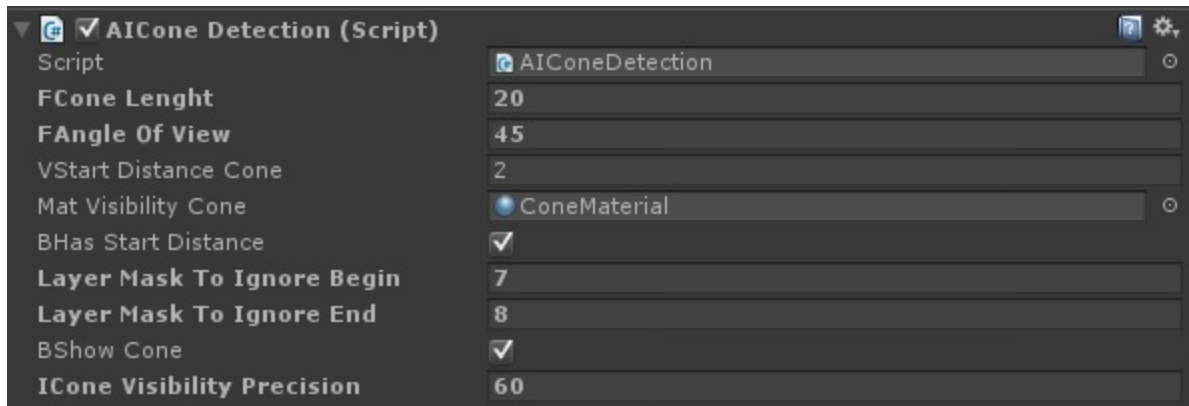 AICone Detection (Script)
Script AIConeDetection
FCone Lenght 20
FAngle Of View 45
VStart Distance Cone 2
Mat Visibility Cone ConeMaterial
BHas Start Distance
Layer Mask To Ignore Begin 7
Layer Mask To Ignore End 8
BShow Cone
ICone Visibility Precision 60